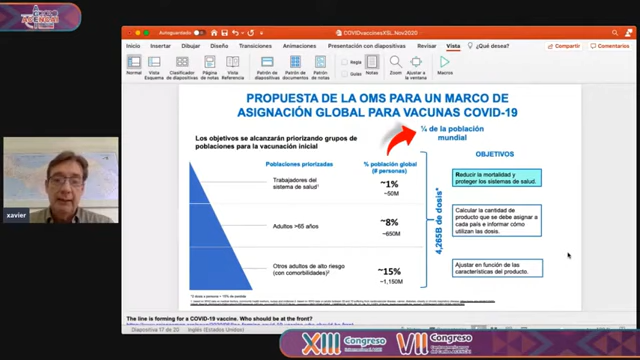 Autoguardado
COVIDvaccinesXSL_Nov2020
Inicio Insertar Dibujar Diseño Transiciones Animaciones Presentación con diapositivas Revisar Vista ¿Qué desea? Compartir Comentarios
Normal Vista Esquema Clasificador de diapositivas Página de notas Vista Lectura Patrón de diapositivas Patrón de documentos Patrón de notas Regla Guías Notas Zoom Ajustar a la ventana Macros
PROPUESTA DE LA OMS PARA UN MARCO DE
ASIGNACIÓN GLOBAL PARA VACUNAS COVID-19
Los objetivos se alcanzarán priorizando grupos de
poblaciones para la vacunación inicial
¼ de la población
mundial
Poblaciones priorizadas
% población global
(# personas)
OBJETIVOS
Trabajadores del
sistema de salud¹
~1%
~50M
Adultos >65 años
~8%
~650M
Otros adultos de alto riesgo
(con comorbilidades)²
~15%
~1,150M
4,265B de dosis*
Reducir la mortalidad y
proteger los sistemas de salud.
Calcular la cantidad de
producto que se debe asignar a
cada país e informar cómo
utilizan las dosis.
Ajustar en función de las
características del producto.
xavier
The line is forming for a COVID-19 vaccine. Who should be at the front?
Diapositiva 17 de 20 Inglés (Estados Unidos)
XIII Congreso
VII Congreso